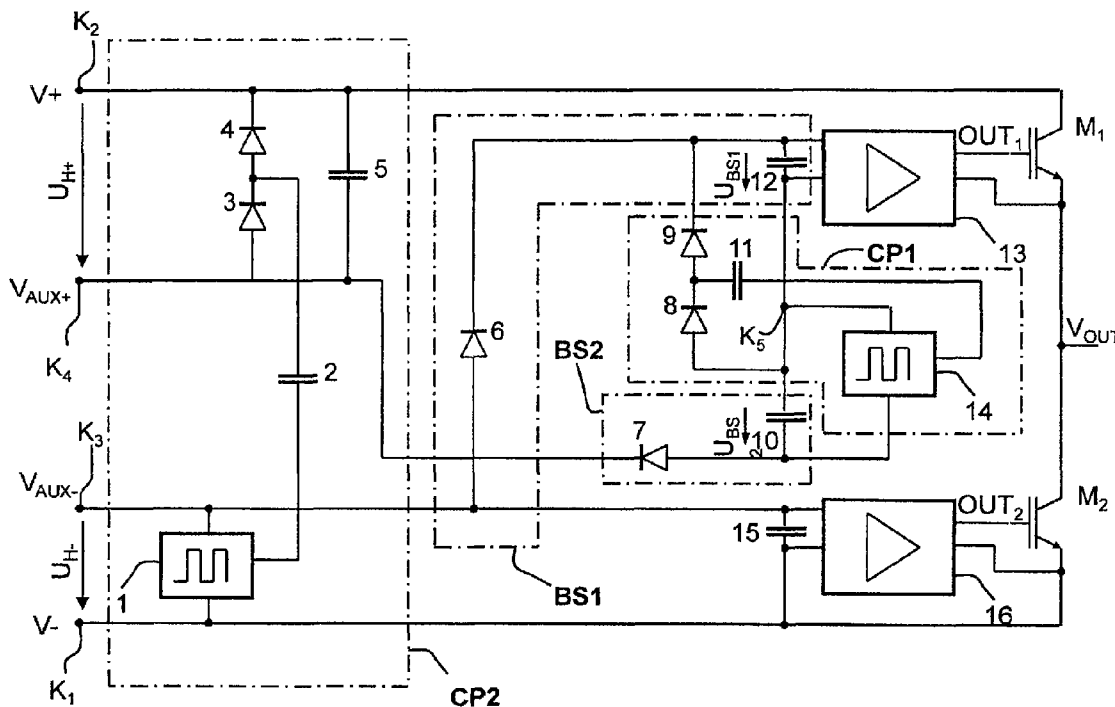 K2
V+
UH+
4
3
5
VAUX+
K4
2
K3
VAUX-
UH-
1
V-
K1
CP2
UBS1
12
OUT1
M1
13
9
11
CP1
8
K5
6
BS2
14
VOUT
7
UBS2
10
15
OUT2
M2
16
BS1